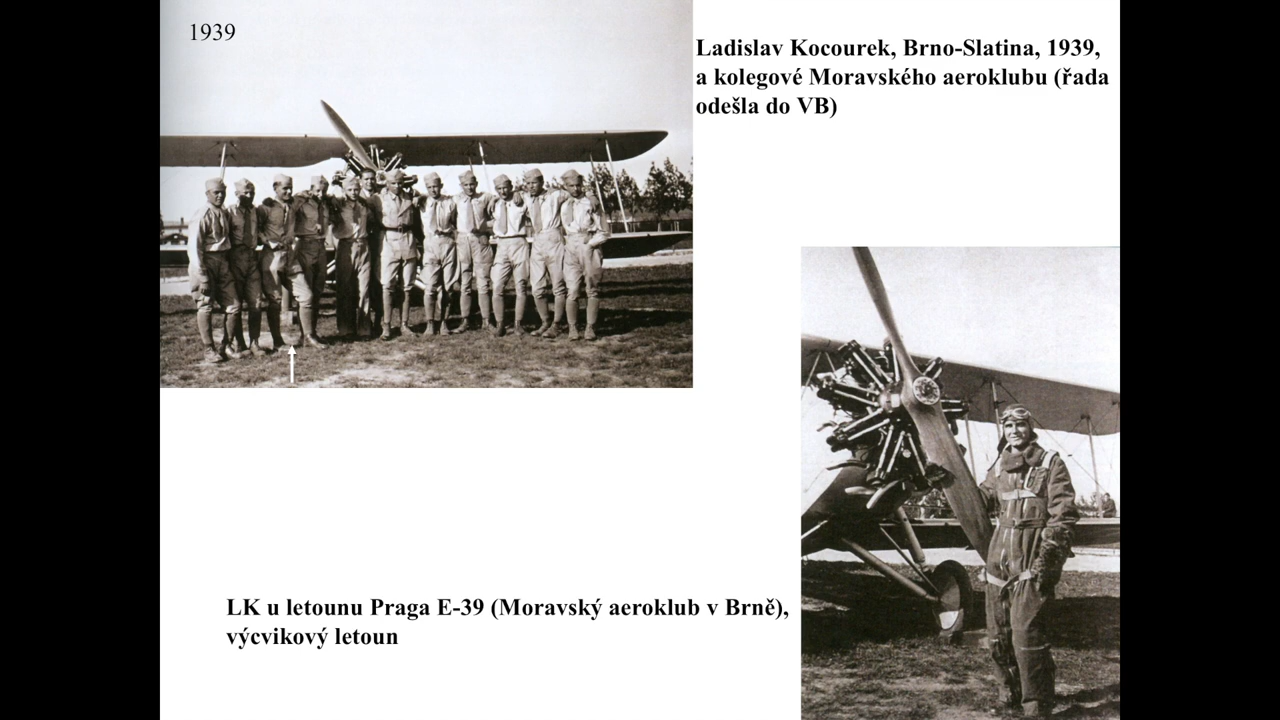 1939
Ladislav Kocourek, Brno-Slatina, 1939,
a kolegové Moravského aeroklubu (řada
odešla do VB)
LK u letounu Praga E-39 (Moravský aeroklub v Brně),
výcvikový letoun